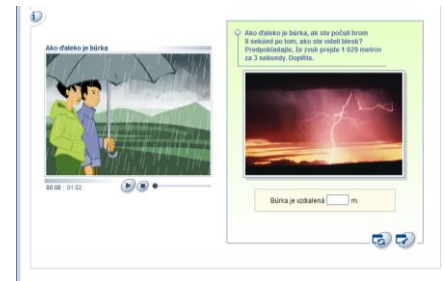 Ako ďaleko je búrka
00:00 | 01:02
Ako ďaleko je búrka, ak ste počuli hrom
9 sekúnd po tom, ako ste videli blesk?
Predpokladajte, že zvuk prejde 1 029 metrov
za 3 sekundy. Doplňte.
Búrka je vzdialená m.